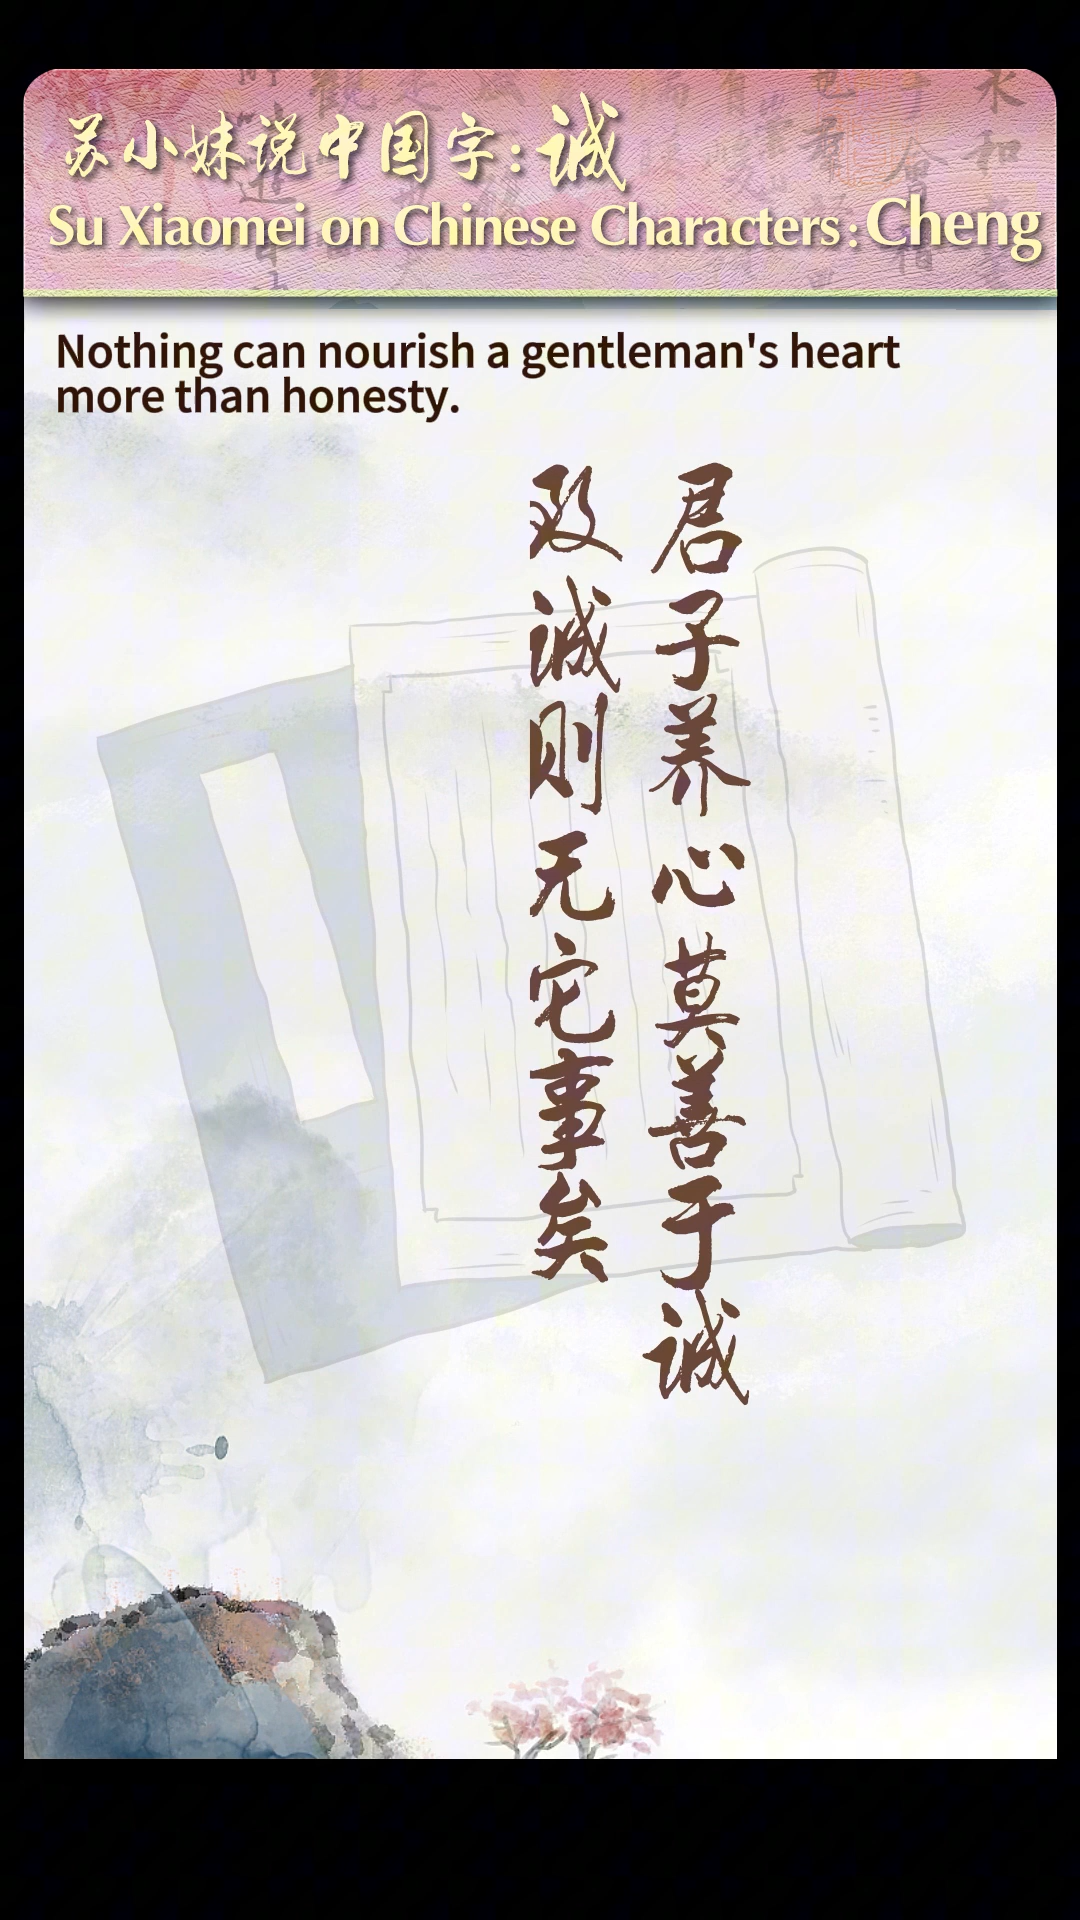 苏小妹说中国字:诚
Su Xiaomei on Chinese Characters:Cheng
Nothing can nourish a gentleman's heart
more than honesty.
君子养心莫善于诚
致诚则无它事矣